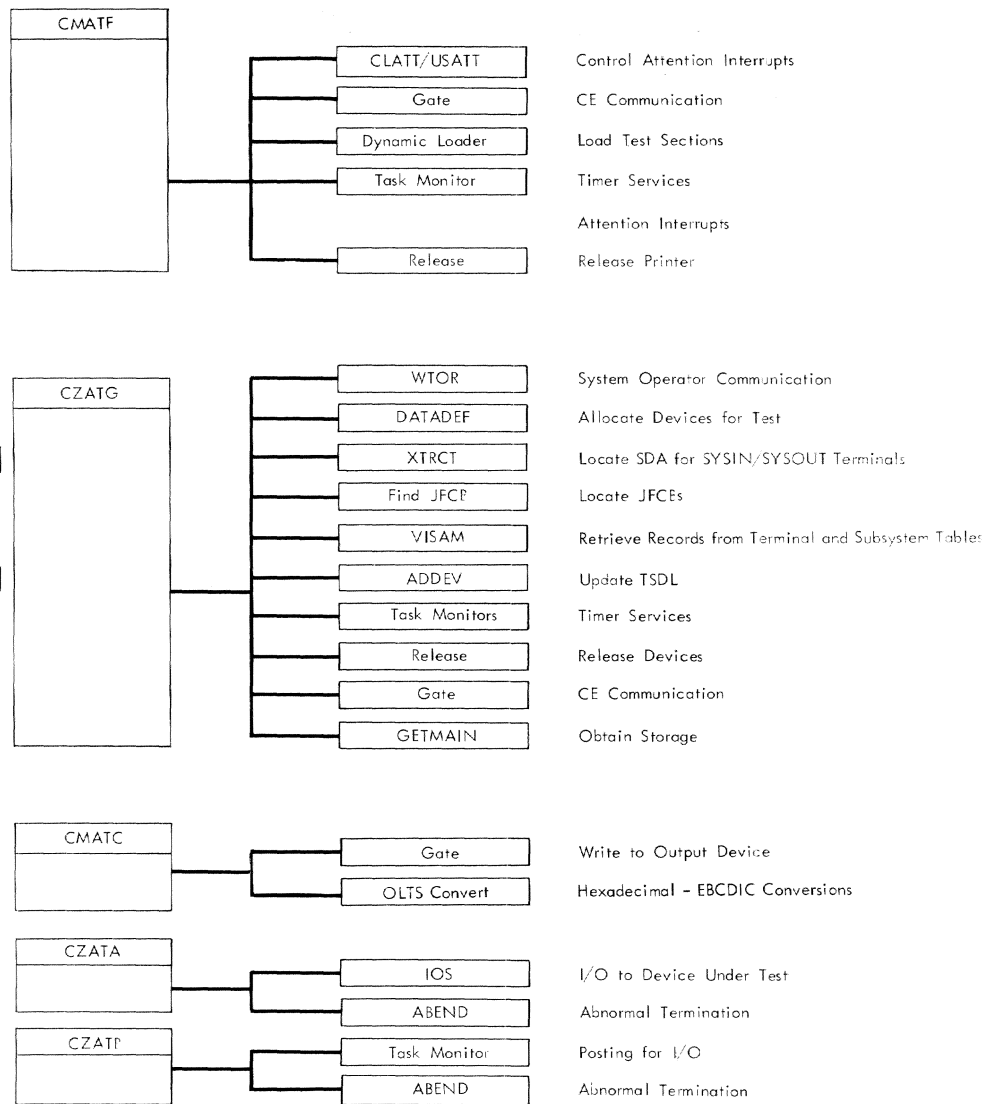 CMATF
CLATT/USATT Control Attention Interrupts
Gate CE Communication
Dynamic Loader Load Test Sections
Task Monitor Timer Services
Attention Interrupts
Release Release Printer
CZATG
WTOR System Operator Communication
DATADEF Allocate Devices for Test
XTRCT Locate SDA for SYSIN/SYSOUT Terminals
Find JFCB Locate JFCBs
VISAM Retrieve Records from Terminal and Subsystem Tables
ADDEV Update TSDL
Task Monitors Timer Services
Release Release Devices
Gate CE Communication
GETMAIN Obtain Storage
CMATC
Gate Write to Output Device
OLTS Convert Hexadecimal - EBCDIC Conversions
CZATA
IOS I/O to Device Under Test
ABEND Abnormal Termination
Task Monitor Posting for I/O
ABEND Abnormal Termination